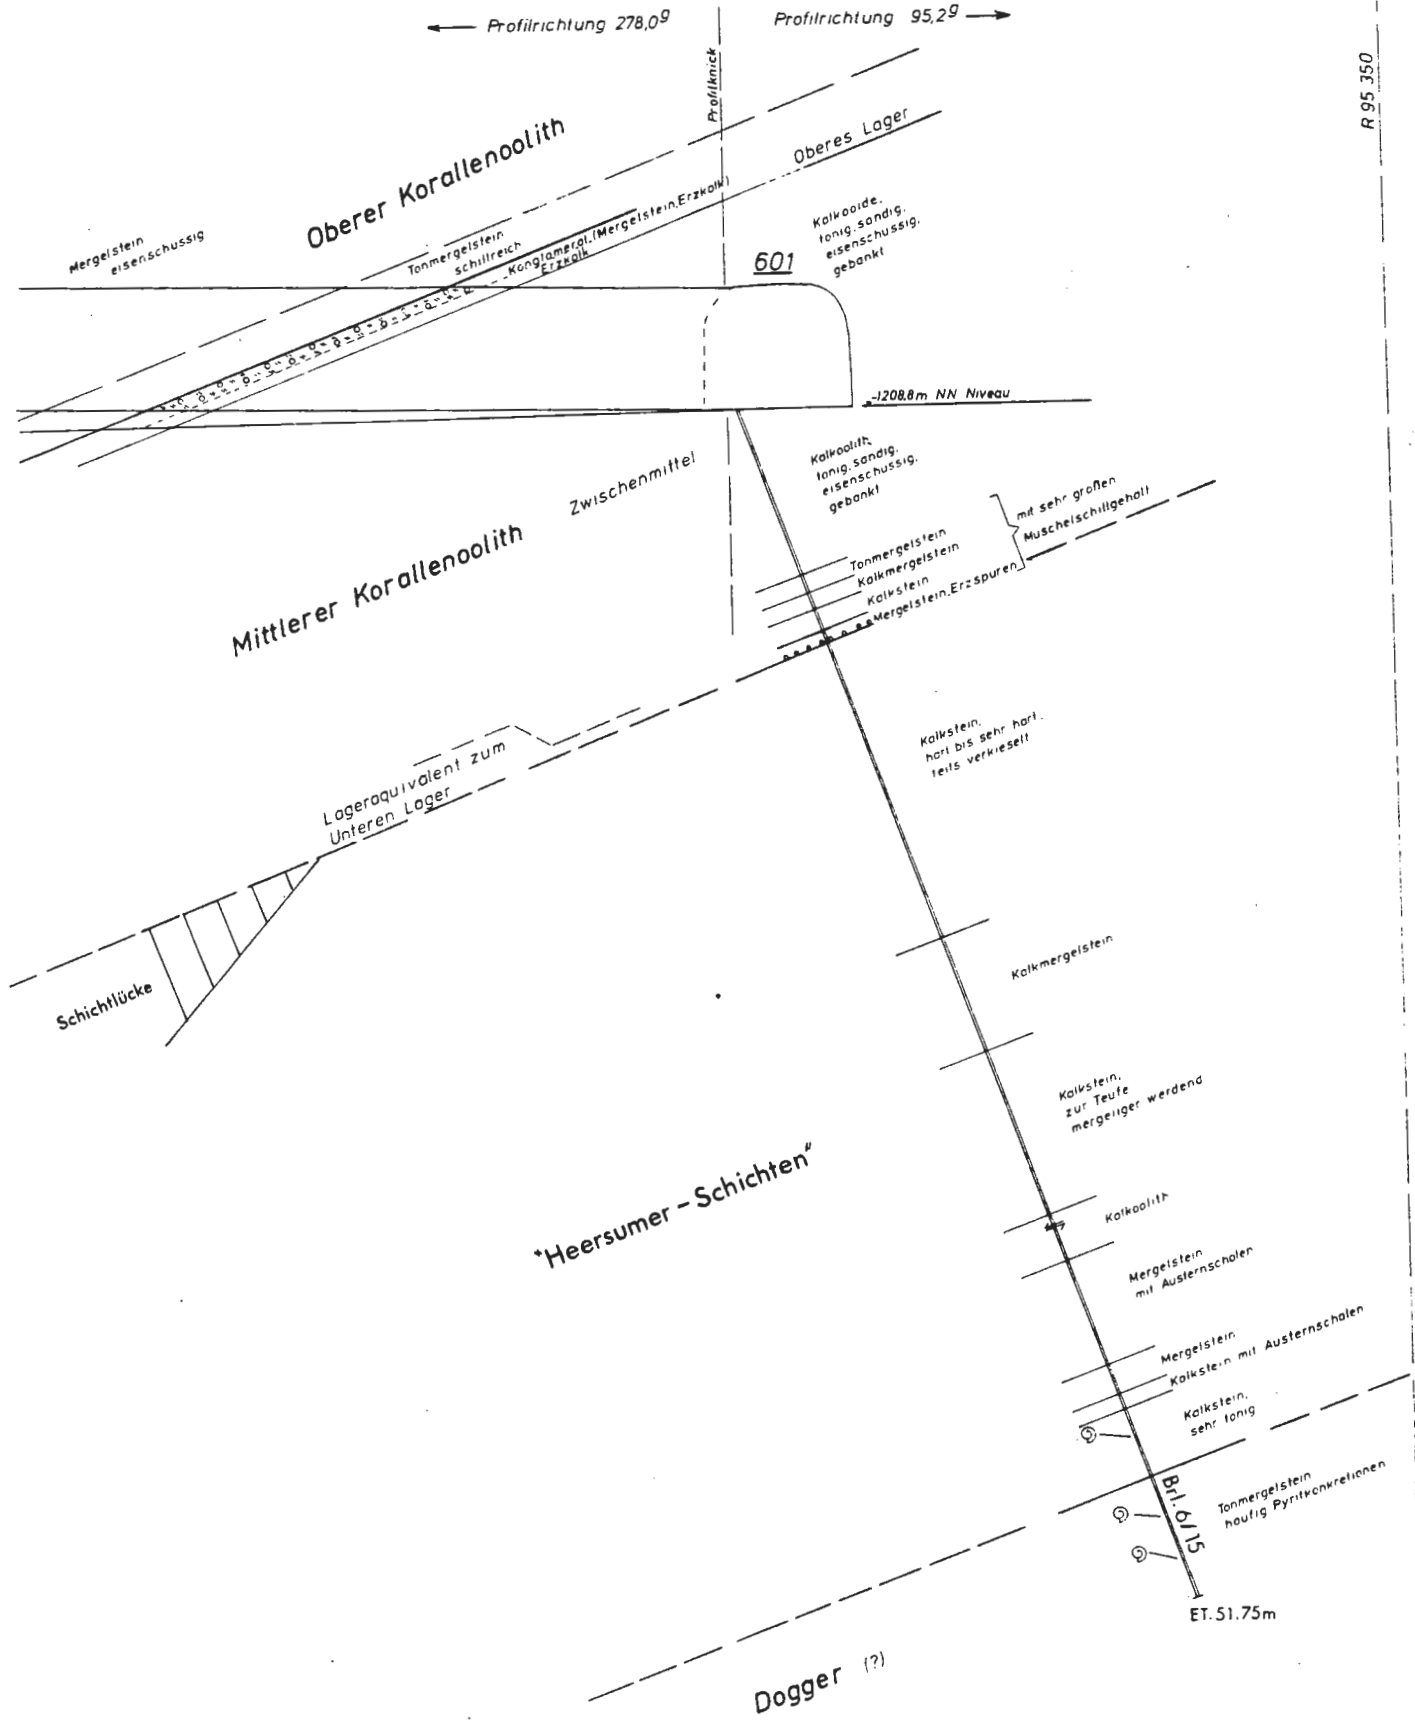 Profilrichtung 278,0g
Profilrichtung 95,2g
Profilknick
R 95 350
Oberer Korallenoolith
Oberes Lager
Mergelstein
eisenschussig
Tonmergelstein
schillreich
Konglomerat.(Mergelstein,Erzkalk)
Erzkalk
601
Kalkooide,
tonig, sandig,
eisenschussig,
gebankt
-1208.8m NN Niveau
Zwischenmittel
Mittlerer Korallenoolith
Kalkoolith,
tonig, sandig,
eisenschussig,
gebankt
Tonmergelstein
Kalkmergelstein
Kalkstein
Mergelstein, Erzspuren
mit sehr großen
Muschelschillgehalt
Kalkstein,
hart bis sehr hart,
teils verkieselt
Lageraquivalent zum
Unteren Lager
Schichtlücke
Kalkmergelstein
Kalkstein,
zur Teufe
mergeliger werdend
"Heersumer-Schichten"
Kalkoolith
Mergelstein
mit Austernschalen
Mergelstein
Kalkstein mit Austernschalen
Kalkstein,
sehr tonig
Brl.6/15
Tonmergelstein
haufig Pyritkonkretionen
ET. 51.75m
Dogger (?)